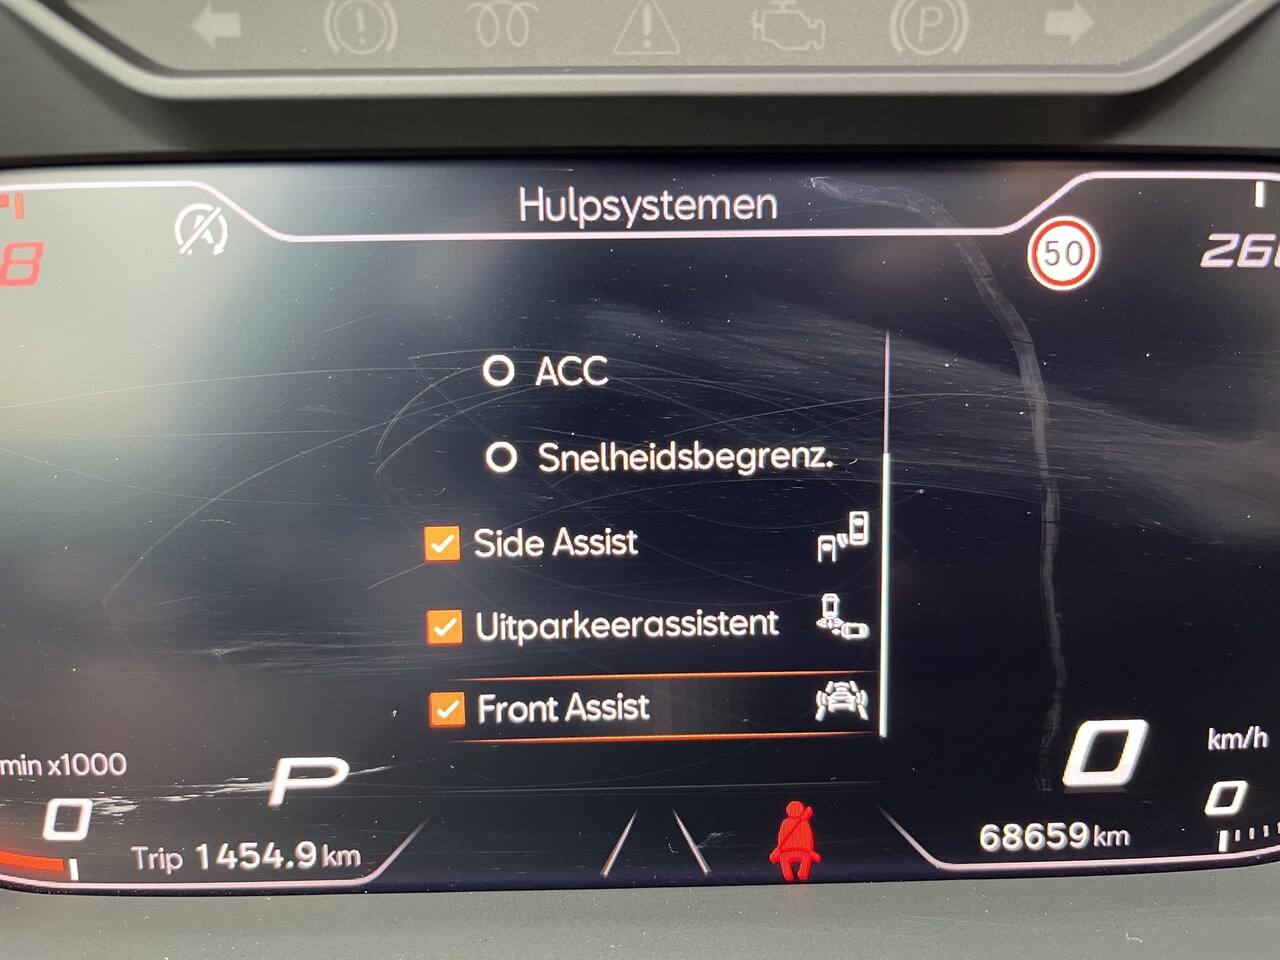 P
Hulpsystemen
8
50
ACC
Snelheidsbegrenz.
Side Assist
Uitparkeerassistent
Front Assist
min x1000
P
0
km/h
0
0
Trip 1454.9 km
68659 km